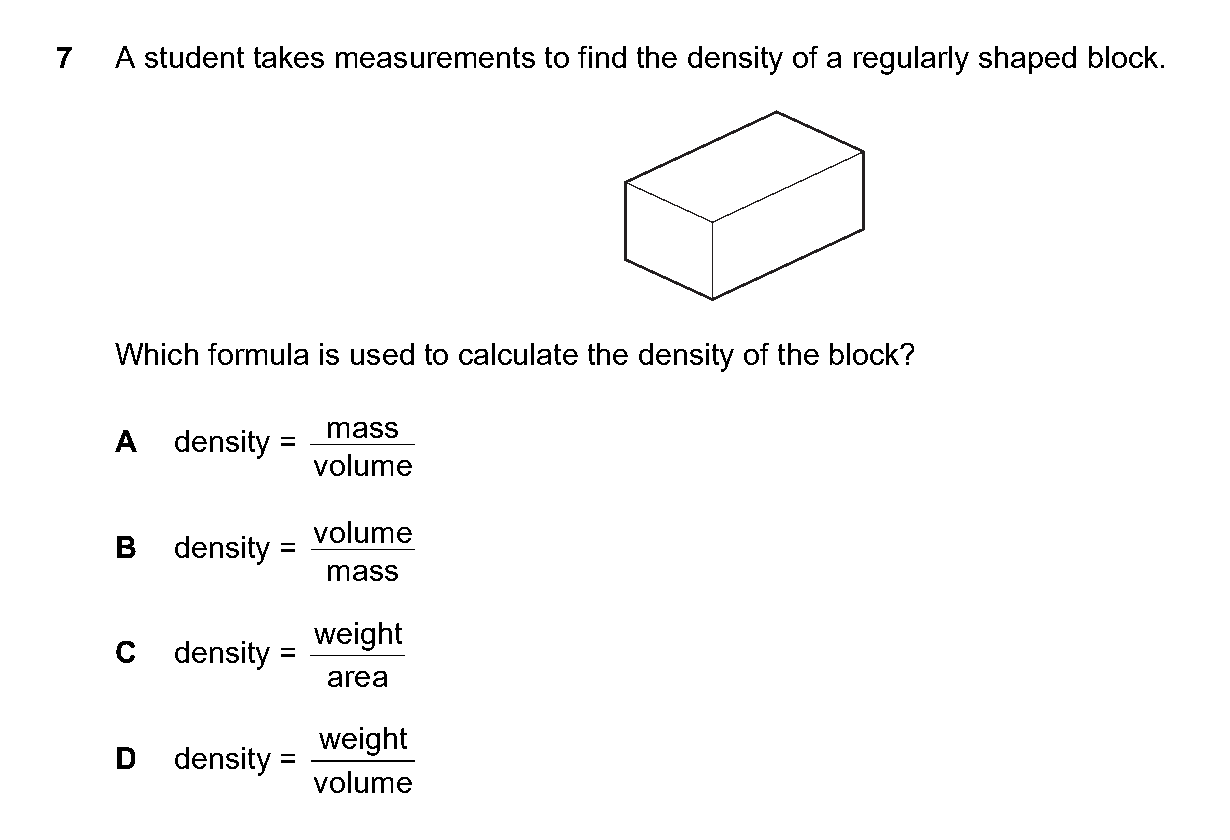 7 A student takes measurements to find the density of a regularly shaped block.
Which formula is used to calculate the density of the block?
A density = mass / volume
B density = volume / mass
C density = weight / area
D density = weight / volume